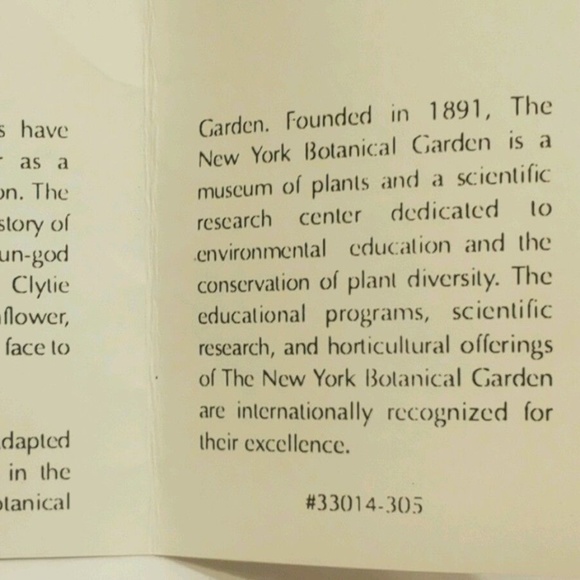 s have
as a
on. The
story of
un-god
Clytie
flower,
face to
dapted
in the
otanical
Garden. Founded in 1891, The
New York Botanical Garden is a
museum of plants and a scientific
research center dedicated to
environmental education and the
conservation of plant diversity. The
educational programs, scientific
research, and horticultural offerings
of The New York Botanical Garden
are internationally recognized for
their excellence.
#33014-305